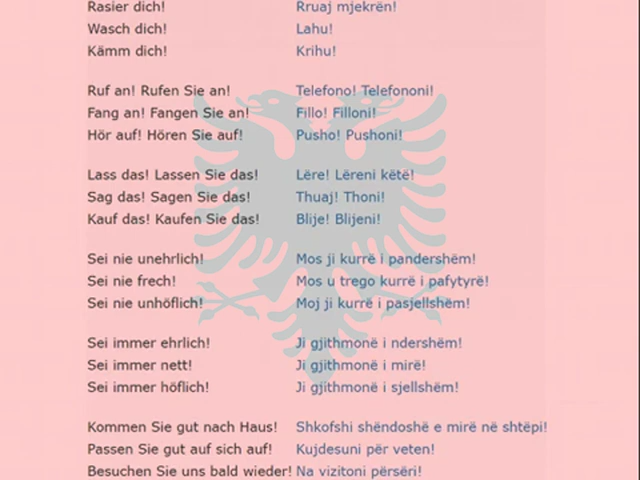 Rasier dich! Rruaj mjekrën!
Wasch dich! Lahu!
Kämm dich! Krihu!
Ruf an! Rufen Sie an! Telefono! Telefononi!
Fang an! Fangen Sie an! Fillo! Filloni!
Hör auf! Hören Sie auf! Pusho! Pushoni!
Lass das! Lassen Sie das! Lëre! Lëreni këtë!
Sag das! Sagen Sie das! Thuaj! Thoni!
Kauf das! Kaufen Sie das! Blije! Blijeni!
Sei nie unehrlich! Mos ji kurrë i pandershëm!
Sei nie frech! Mos u trego kurrë i pafytyrë!
Sei nie unhöflich! Moj ji kurrë i pasjellshëm!
Sei immer ehrlich! Ji gjithmonë i ndershëm!
Sei immer nett! Ji gjithmonë i mirë!
Sei immer höflich! Ji gjithmonë i sjellshëm!
Kommen Sie gut nach Haus! Shkofshi shëndoshë e mirë në shtëpi!
Passen Sie gut auf sich auf! Kujdesuni për veten!
Besuchen Sie uns bald wieder! Na vizitoni përsëri!